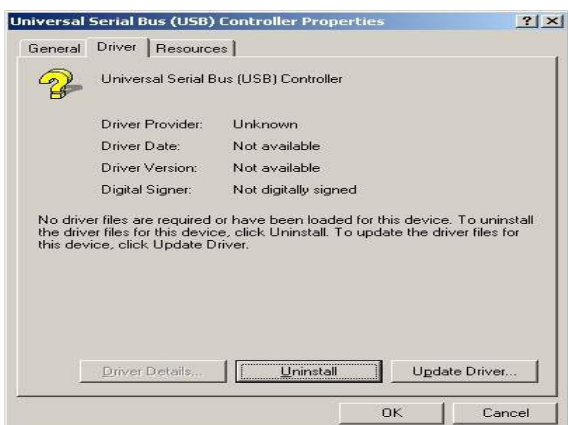 Universal Serial Bus (USB) Controller Properties
General Driver Resources
Universal Serial Bus (USB) Controller
Driver Provider: Unknown
Driver Date: Not available
Driver Version: Not available
Digital Signer: Not digitally signed
No driver files are required or have been loaded for this device. To uninstall
the driver files for this device, click Uninstall. To update the driver files for
this device, click Update Driver.
Driver Details... Uninstall Update Driver...
OK Cancel